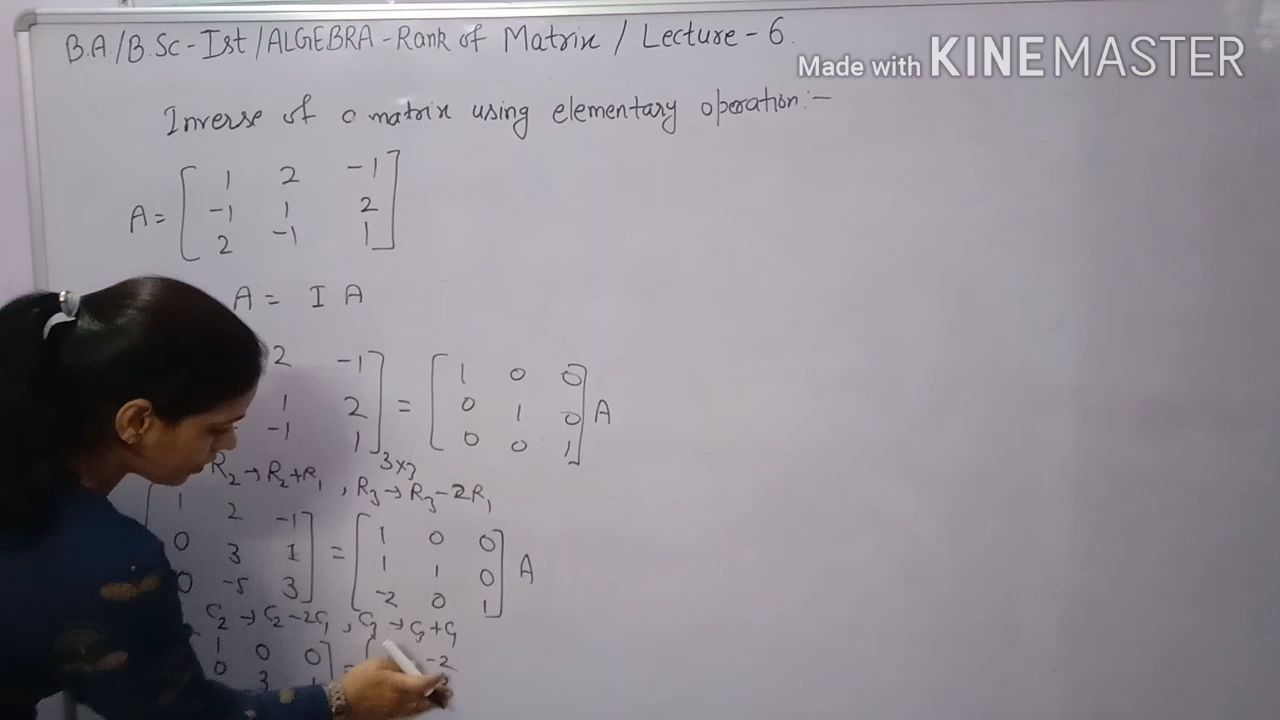 B.A/B.Sc-Ist/ALGEBRA-Rank of Matrix / Lecture-6.
Made with KINEMASTER
Inverse of a matrix using elementary operation:-
A= [ 1 2 -1
-1 1 2
2 -1 1 ]
A = I A
2 -1 ] = [ 1 0 0
1 2 0 1 0
-1 1 0 0 1 ] A
3×3
R2→R2+R1, R3→R3-2R1
[ 1 2 -1 ] = [ 1 0 0
0 3 1 1 1 0
0 -5 3 -2 0 1 ] A
C2→C2-2C1, C3→C3+C1
1 0 0 ] = [ -2
0 3 1